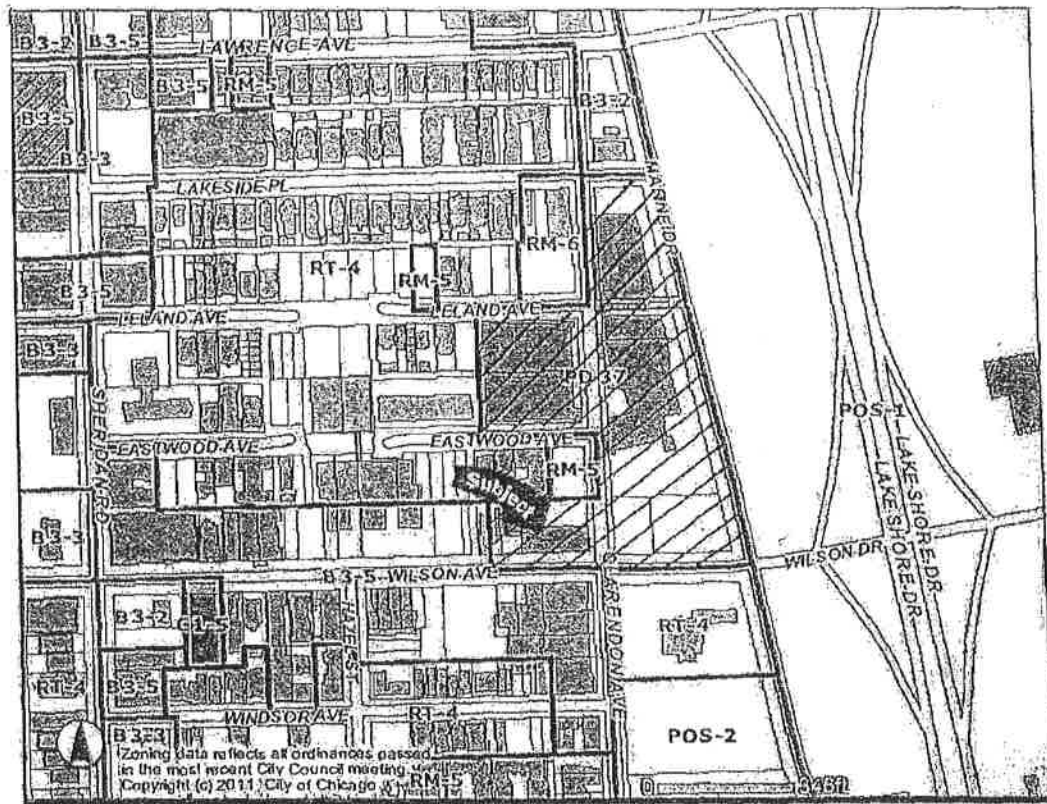 B3-2
B3-5
LAWRENCE AVE
B3-5
RM-5
B3-2
B3-5
B3-3
MARINE DR
LAKESIDE PL
RM-6
RT-4
RM-5
B3-5
LELAND AVE
LELAND AVE
B3-3
PD 37
SHERIDAN RD
POS-1
EASTWOOD AVE
EASTWOOD AVE
RM-5
Subject
LAKE SHORE DR
LAKE SHORE DR
B3-3
WILSON DR
B3-5
WILSON AVE
B3-2
C1-5
HAZEL ST
CLARENDON AVE
RT-4
RT-4
B3-5
WINDSOR AVE
RT-4
POS-2
B3-3
RM-5
Zoning data reflects all ordinances passed
in the most recent City Council meeting.
Copyright (c) 2011 City of Chicago
0
846ft